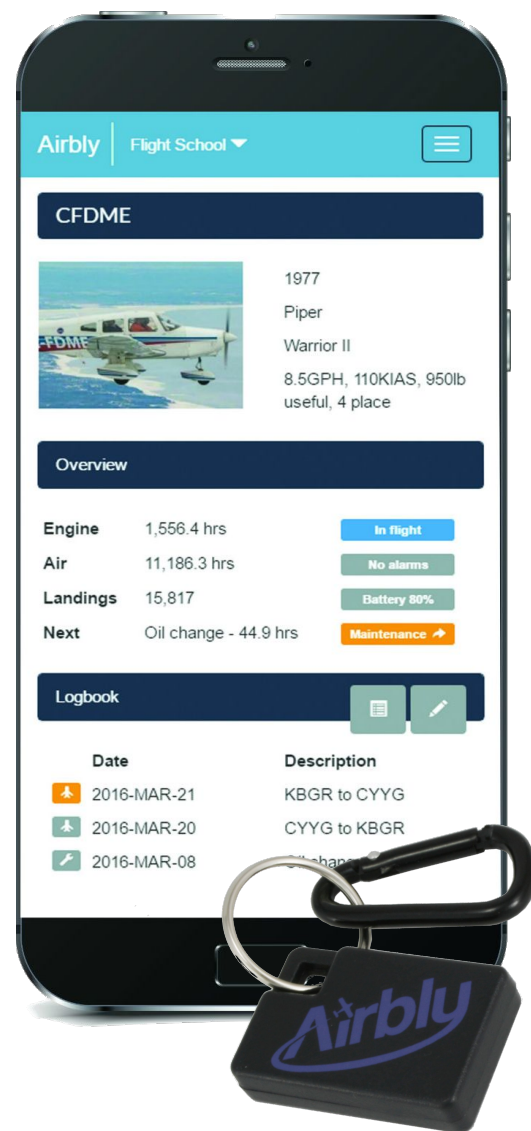 Airbly Flight School
CFDME
-FDME
1977
Piper
Warrior II
8.5GPH, 110KIAS, 950lb
useful, 4 place
Overview
Engine 1,556.4 hrs In flight
Air 11,186.3 hrs No alarms
Landings 15,817 Battery 80%
Next Oil change - 44.9 hrs Maintenance
Logbook
Date Description
2016-MAR-21 KBGR to CYYG
2016-MAR-20 CYYG to KBGR
2016-MAR-08
Airbly